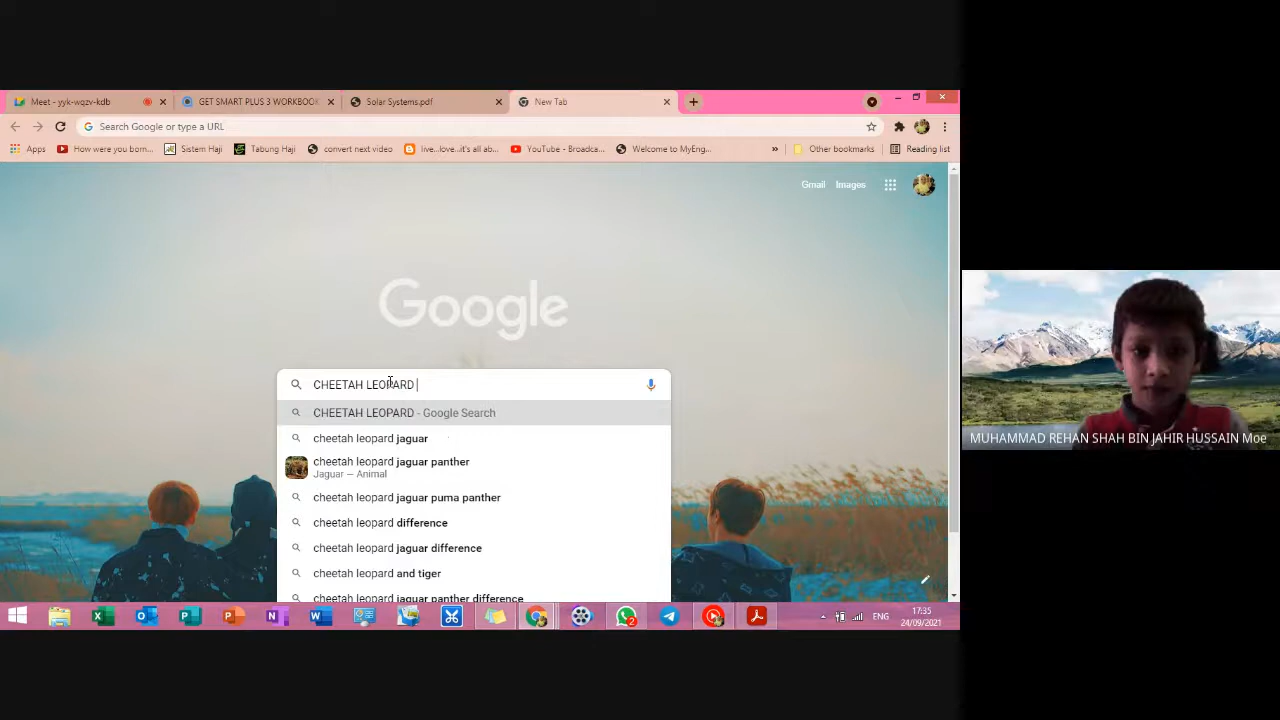 Meet - yyk-wqzv-kdb
GET SMART PLUS 3 WORKBOOK
Solar Systems.pdf
New Tab
Search Google or type a URL
Apps
How were you born...
Sistem Haji
Tabung Haji
convert next video
live...love...it's all ab...
YouTube - Broadca...
Welcome to MyEng...
»
Other bookmarks
Reading list
Gmail
Images
Google
CHEETAH LEOPARD
CHEETAH LEOPARD - Google Search
cheetah leopard jaguar
cheetah leopard jaguar panther
Jaguar — Animal
cheetah leopard jaguar puma panther
cheetah leopard difference
cheetah leopard jaguar difference
cheetah leopard and tiger
cheetah leopard jaguar panther difference
MUHAMMAD REHAN SHAH BIN JAHIR HUSSAIN Moe
2
ENG
17:35
24/09/2021